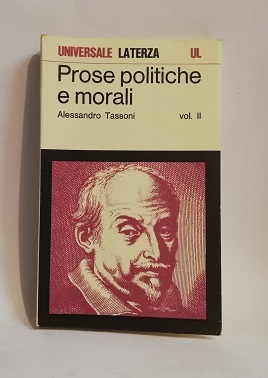 UNIVERSALE LATERZA UL
Prose politiche
e morali
Alessandro Tassoni vol. II